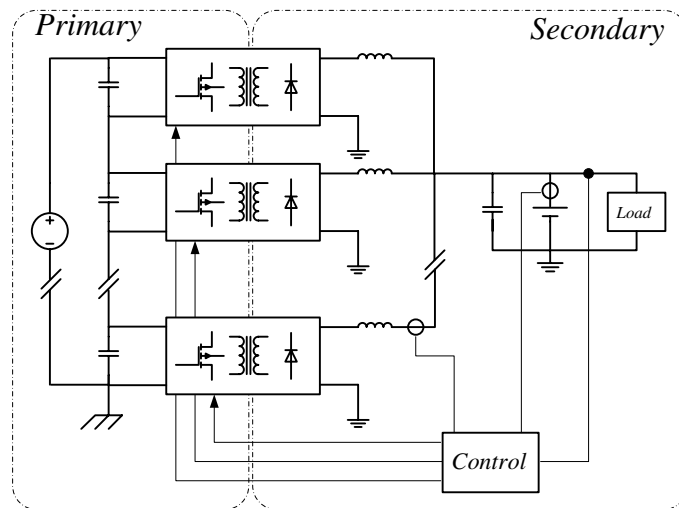 Primary
Secondary
+
−
Load
Control